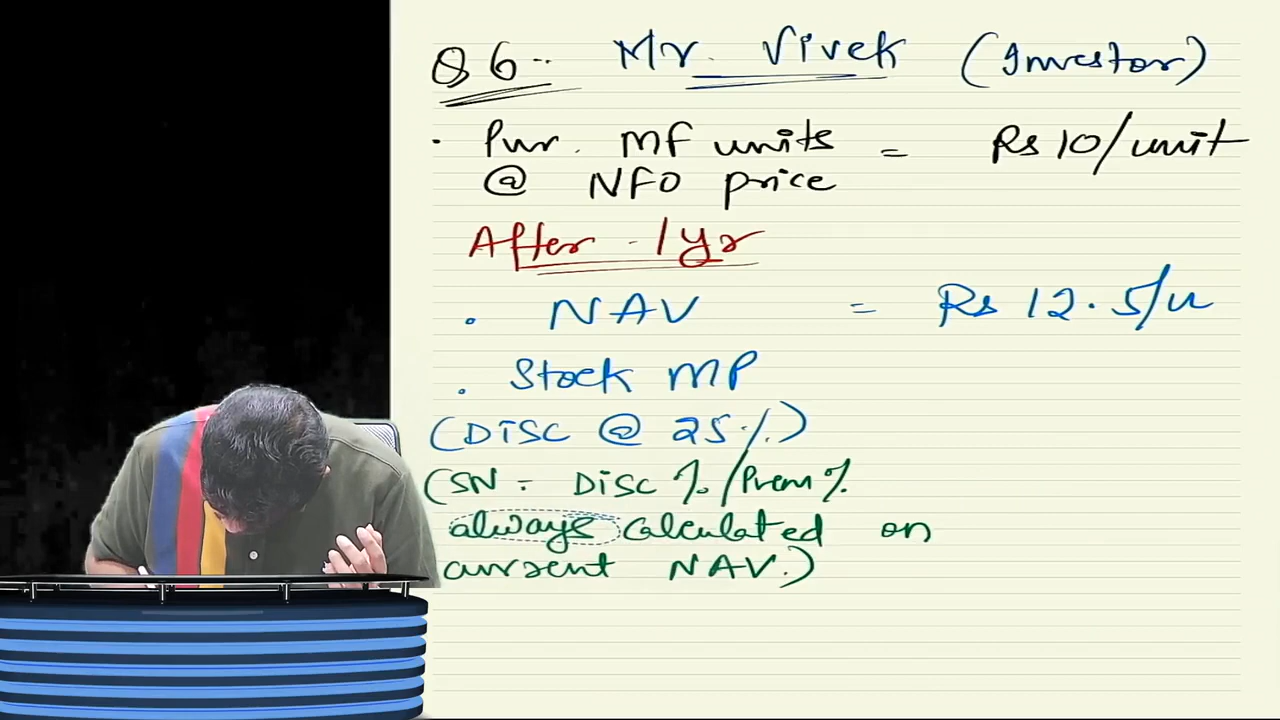 Q 6.. Mr. Vivek (Investor)
. Pur. MF units = Rs 10/unit
@ NFO price
After - 1yr
. NAV = Rs 12.5/u
. Stock MP
(DISC @ 25%)
(SN - DISC %/Prem%
always calculated on
current NAV.)